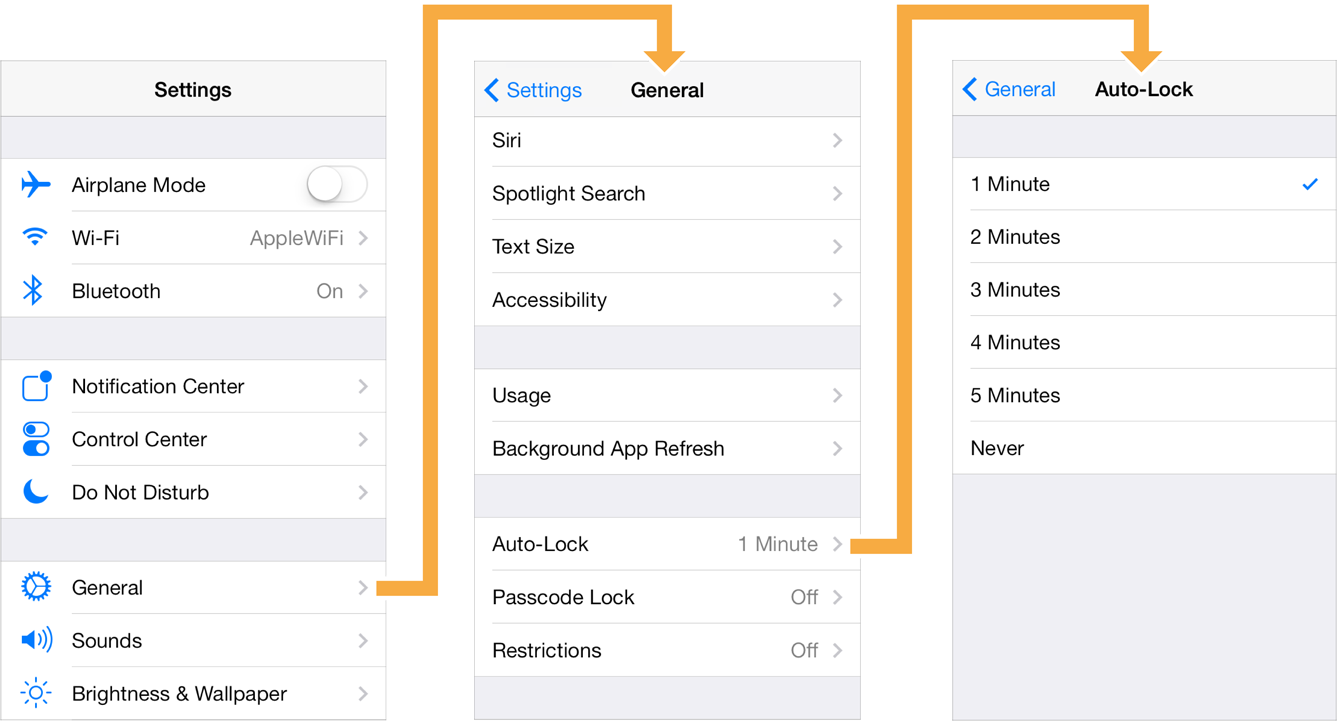 Settings
Airplane Mode
Wi-Fi AppleWiFi
Bluetooth On
Notification Center
Control Center
Do Not Disturb
General
Sounds
Brightness & Wallpaper
Settings General
Siri
Spotlight Search
Text Size
Accessibility
Usage
Background App Refresh
Auto-Lock 1 Minute
Passcode Lock Off
Restrictions Off
General Auto-Lock
1 Minute
2 Minutes
3 Minutes
4 Minutes
5 Minutes
Never